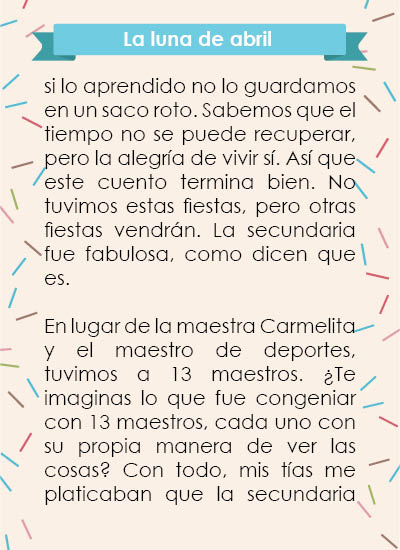 La luna de abril
si lo aprendido no lo guardamos
en un saco roto. Sabemos que el
tiempo no se puede recuperar,
pero la alegría de vivir sí. Así que
este cuento termina bien. No
tuvimos estas fiestas, pero otras
fiestas vendrán. La secundaria
fue fabulosa, como dicen que
es.
En lugar de la maestra Carmelita
y el maestro de deportes,
tuvimos a 13 maestros. ¿Te
imaginas lo que fue congeniar
con 13 maestros, cada uno con
su propia manera de ver las
cosas? Con todo, mis tías me
platicaban que la secundaria